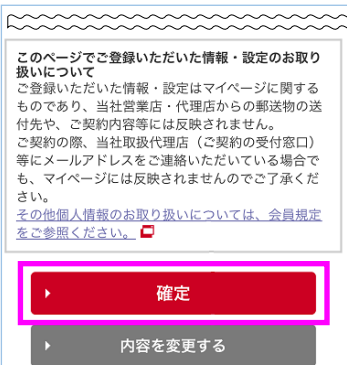 このページでご登録いただいた情報・設定のお取り
扱いについて
ご登録いただいた情報・設定はマイページに関する
ものであり、当社営業店・代理店からの郵送物の送
付先や、ご契約内容等には反映されません。
ご契約の際、当社取扱代理店（ご契約の受付窓口）
等にメールアドレスをご連絡いただいている場合で
も、マイページには反映されませんのでご了承くだ
さい。
その他個人情報のお取り扱いについては、会員規定
をご参照ください。
確定
内容を変更する